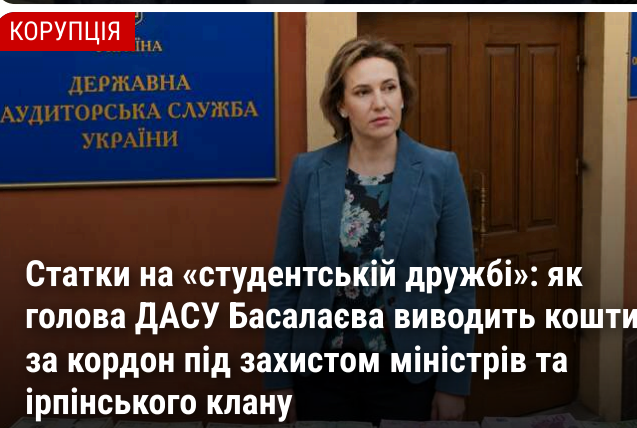 КОРУПЦІЯ
УКРАЇНА
ДЕРЖАВНА
АУДИТОРСЬКА СЛУЖБА
УКРАЇНИ
Статки на «студентській дружбі»: як
голова ДАСУ Басалаєва виводить кошти
за кордон під захистом міністрів та
ірпінського клану